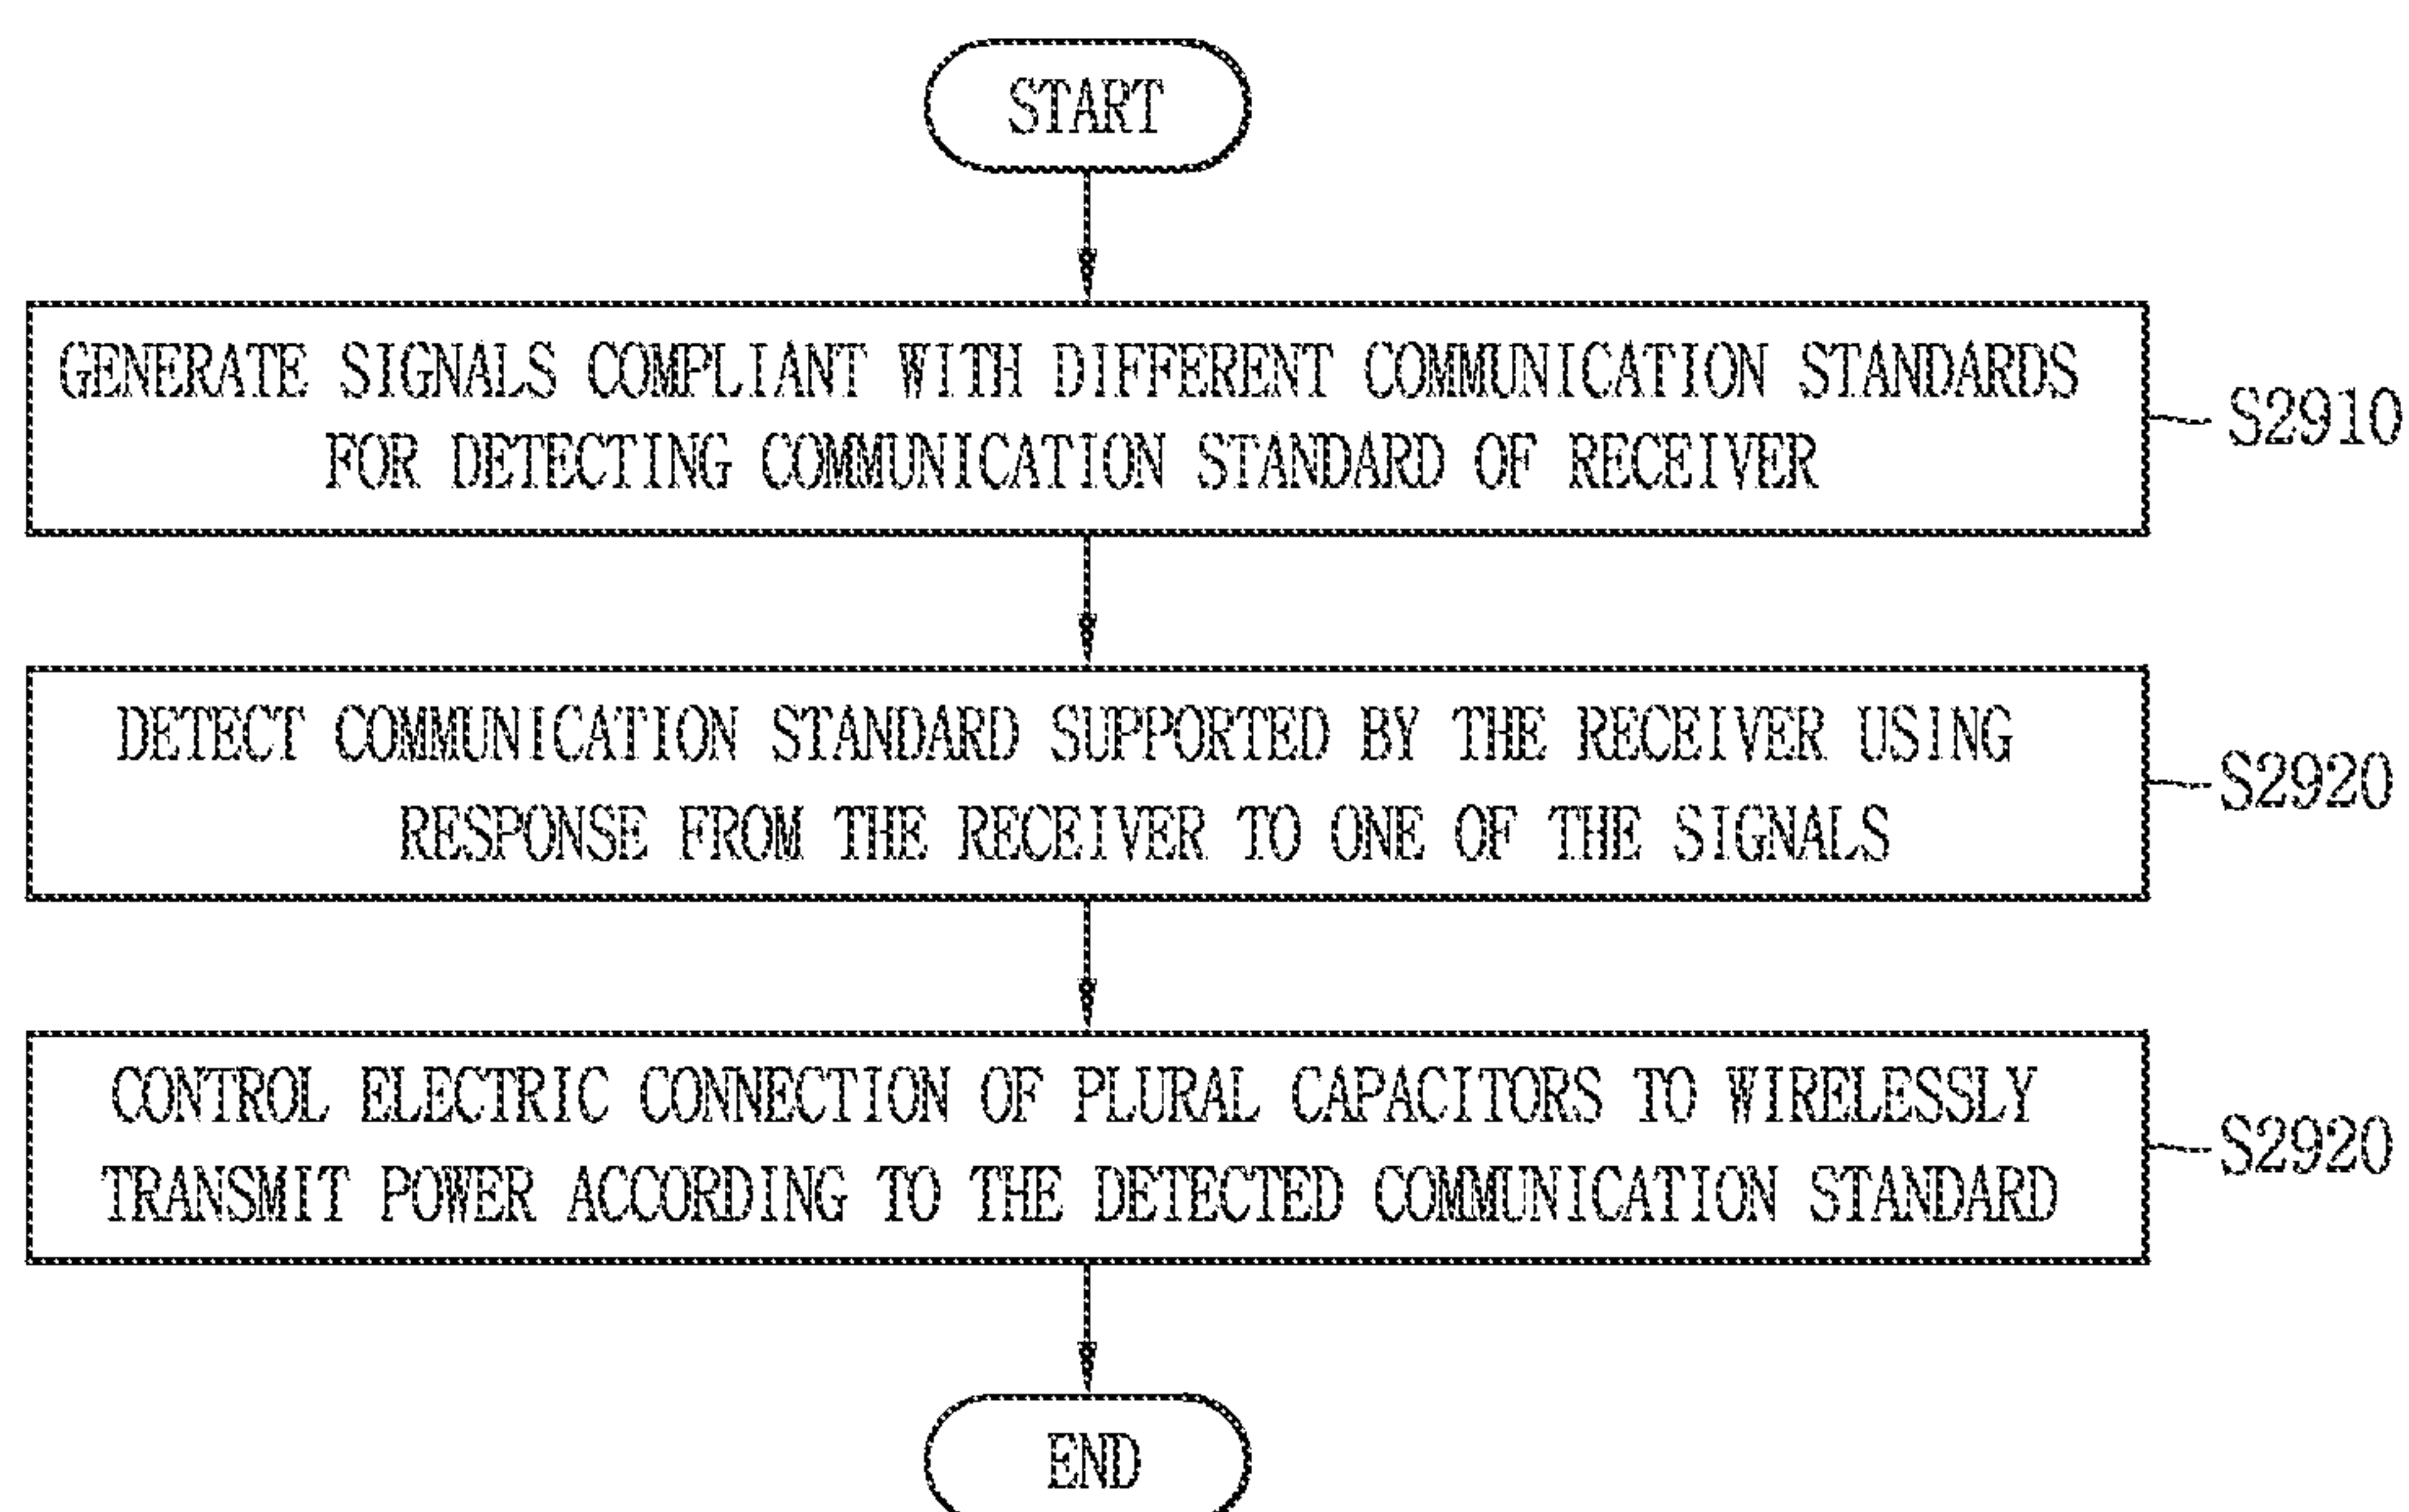 START
GENERATE SIGNALS COMPLIANT WITH DIFFERENT COMMUNICATION STANDARDS
FOR DETECTING COMMUNICATION STANDARD OF RECEIVER
S2910
DETECT COMMUNICATION STANDARD SUPPORTED BY THE RECEIVER USING
RESPONSE FROM THE RECEIVER TO ONE OF THE SIGNALS
S2920
CONTROL ELECTRIC CONNECTION OF PLURAL CAPACITORS TO WIRELESSLY
TRANSMIT POWER ACCORDING TO THE DETECTED COMMUNICATION STANDARD
S2920
END